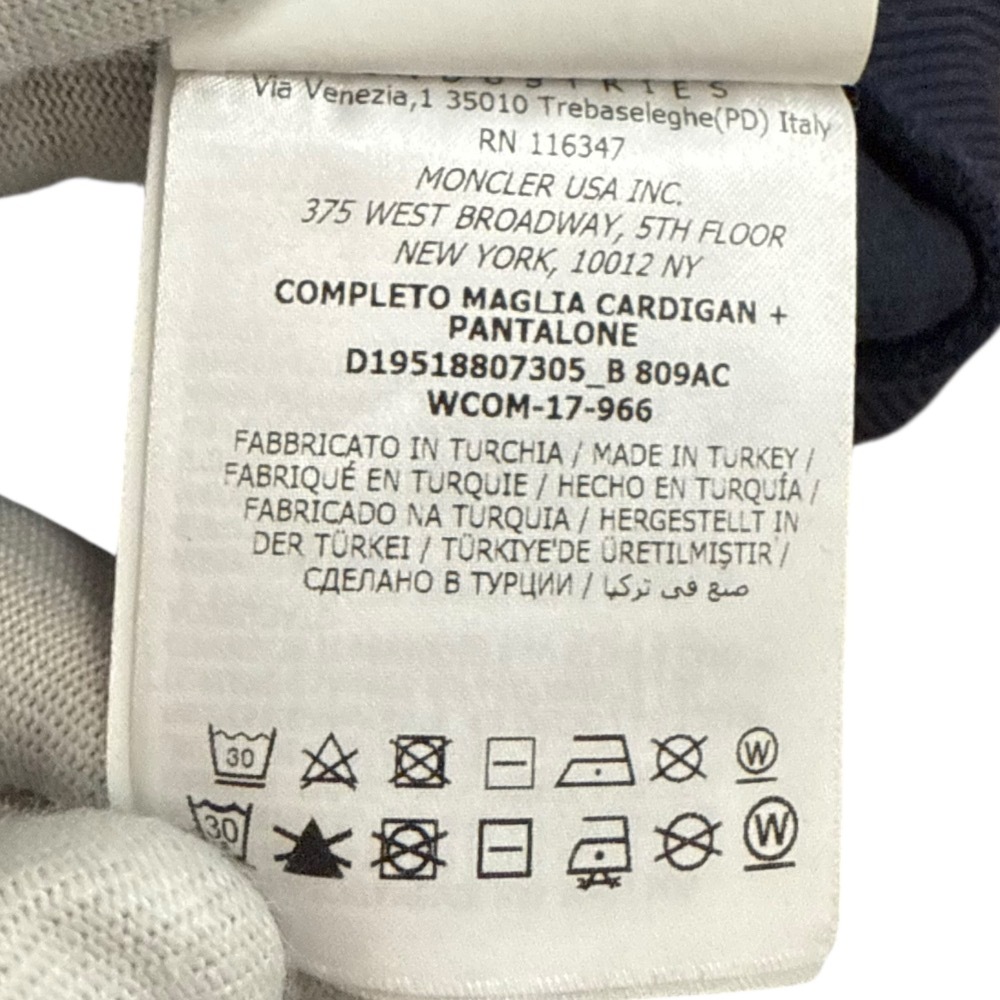 Via Venezia,1 35010 Trebaseleghe(PD) Italy
RN 116347
MONCLER USA INC.
375 WEST BROADWAY, 5TH FLOOR
NEW YORK, 10012 NY
COMPLETO MAGLIA CARDIGAN +
PANTALONE
D19518807305_B 809AC
WCOM-17-966
FABBRICATO IN TURCHIA / MADE IN TURKEY /
FABRIQUÉ EN TURQUIE / HECHO EN TURQUÍA /
FABRICADO NA TURQUIA / HERGESTELLT IN
DER TÜRKEI / TÜRKIYE'DE ÜRETILMIŞTIR /
СДЕЛАНО В ТУРЦИИ / صنع في تركيا
30 W
30 W